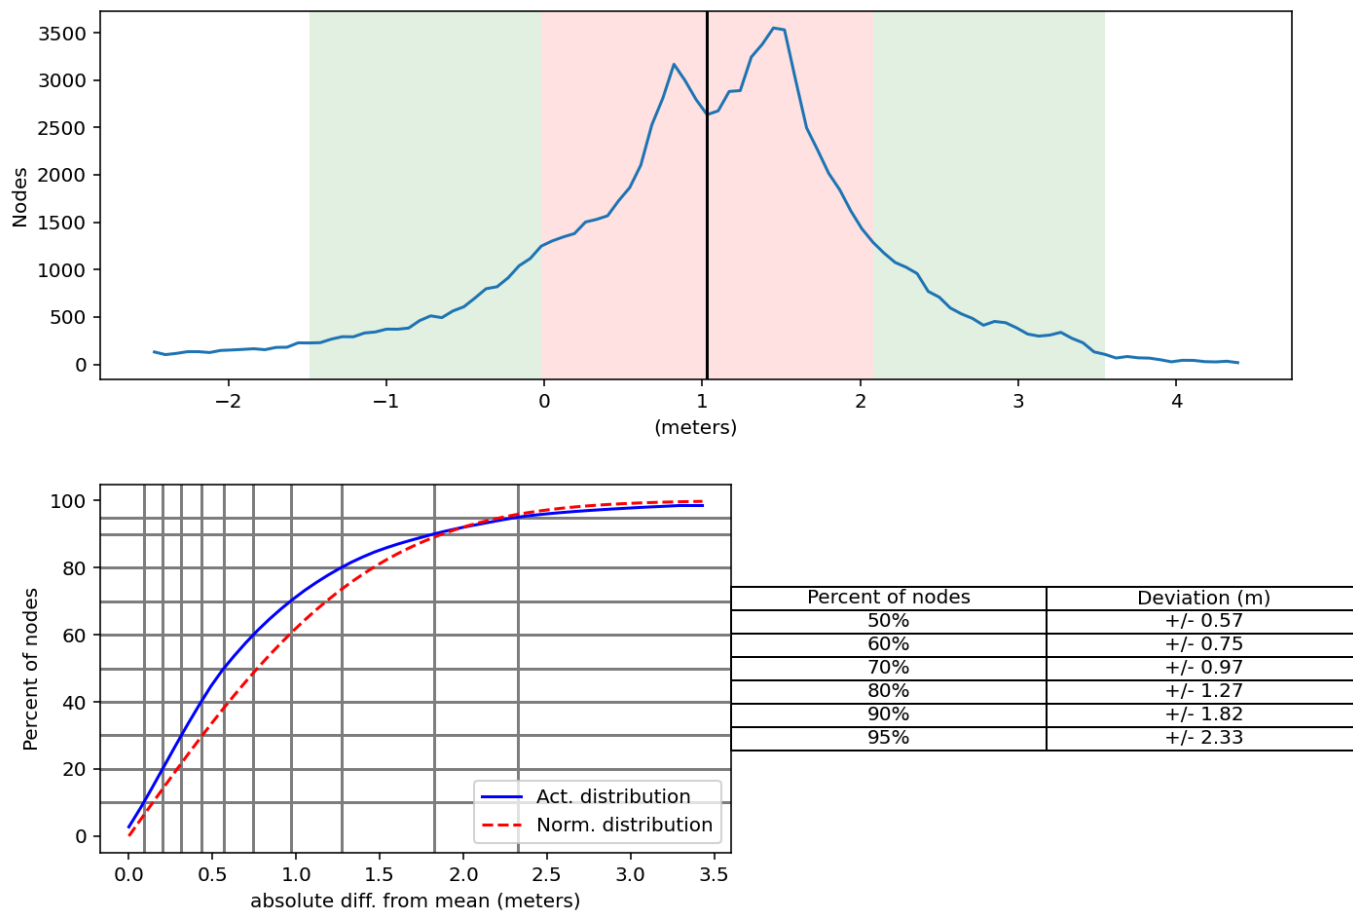 3500
3000
2500
2000
1500
1000
500
0
Nodes
−2 −1 0 1 2 3 4
(meters)
100
80
60
40
20
0
Percent of nodes
Act. distribution
Norm. distribution
0.0 0.5 1.0 1.5 2.0 2.5 3.0 3.5
absolute diff. from mean (meters)
Percent of nodes Deviation (m)
50% +/- 0.57
60% +/- 0.75
70% +/- 0.97
80% +/- 1.27
90% +/- 1.82
95% +/- 2.33